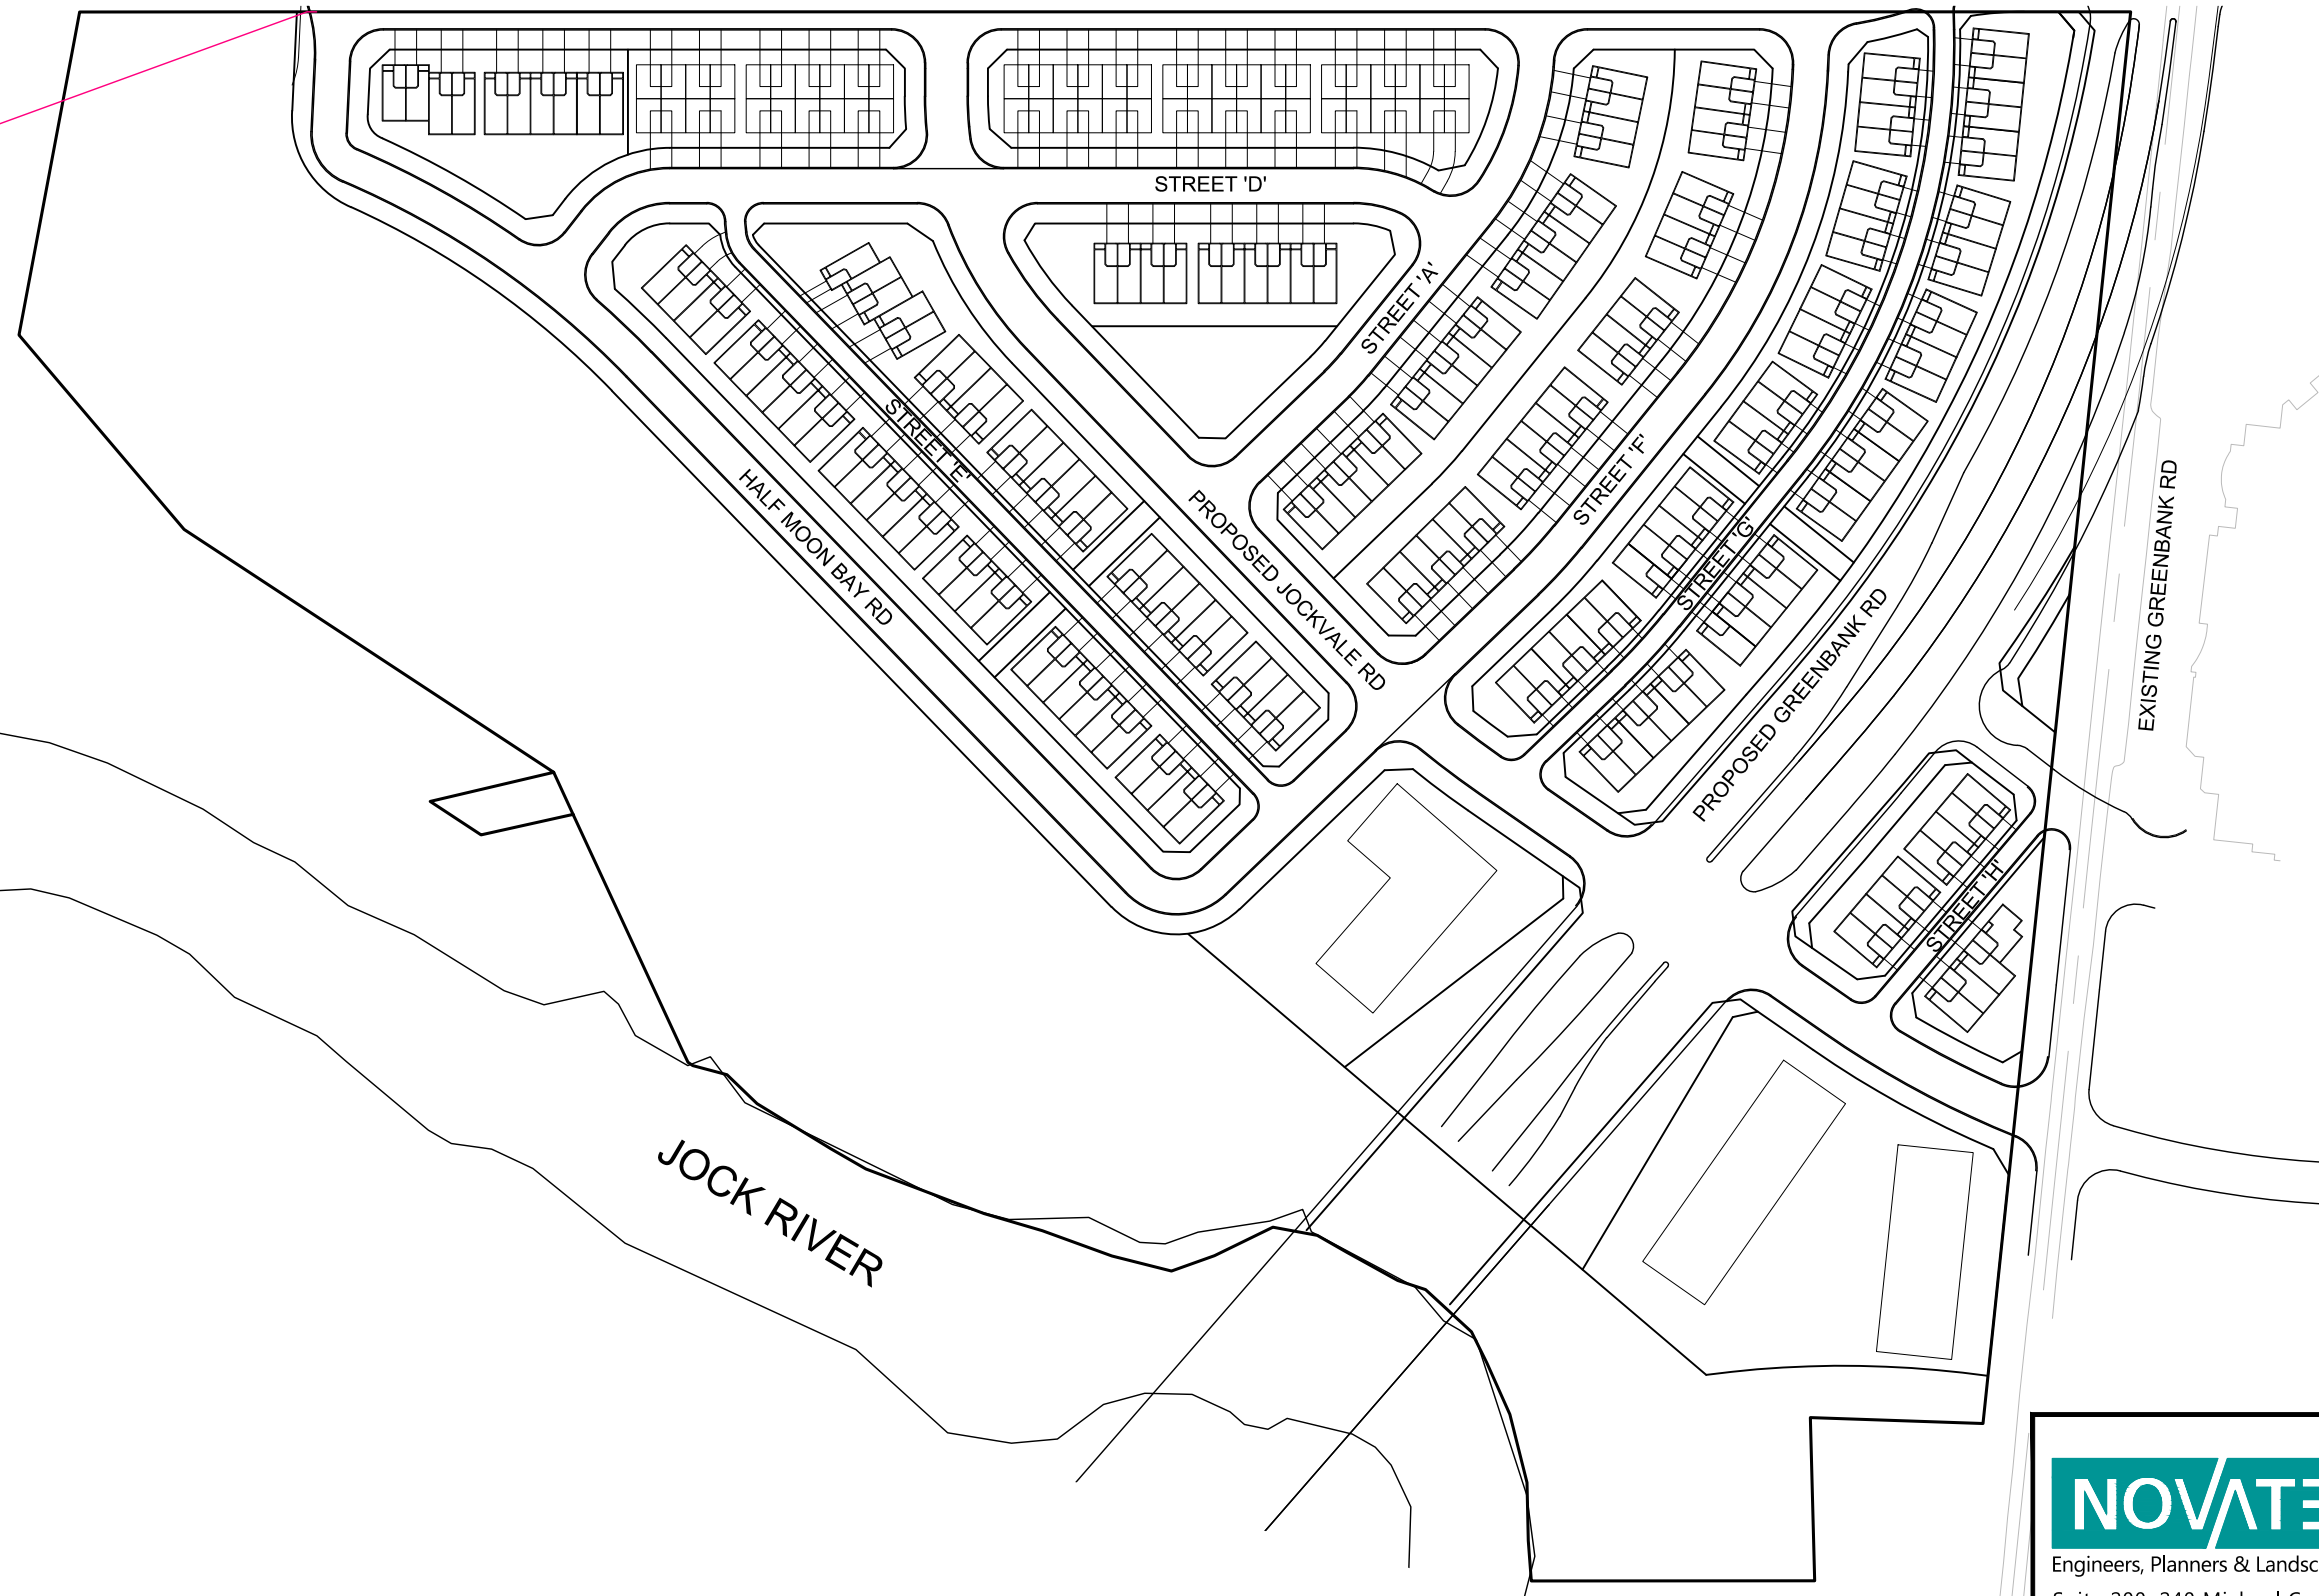 STREET 'D'
STREET 'A'
STREET 'E'
STREET 'F'
HALF MOON BAY RD
PROPOSED JOCKVALE RD
STREET 'G'
EXISTING GREENBANK RD
PROPOSED GREENBANK RD
STREET 'H'
JOCK RIVER
NOVATE
Engineers, Planners & Landsc